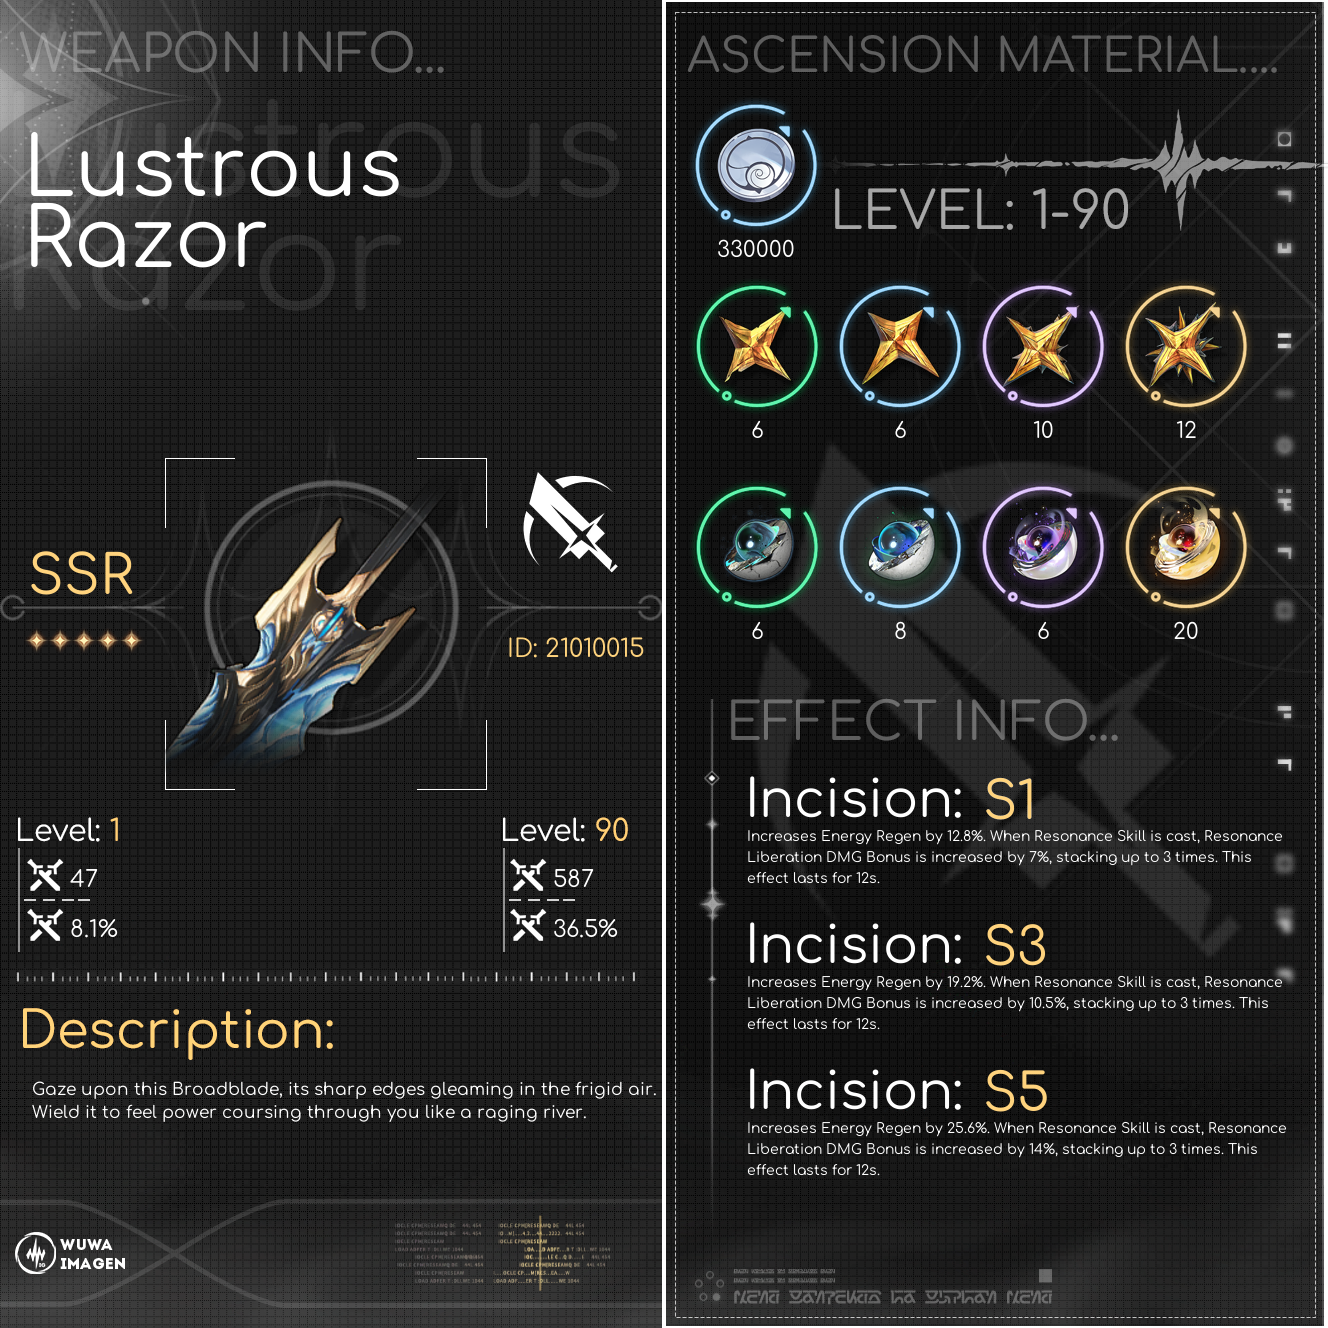 WEAPON INFO...
Lustrous
Razor
SSR
ID: 21010015
Level: 1
47
8.1%
Level: 90
587
36.5%
Description:
Gaze upon this Broadblade, its sharp edges gleaming in the frigid air.
Wield it to feel power coursing through you like a raging river.
WUWA
IMAGEN
ASCENSION MATERIAL....
330000
LEVEL: 1-90
6
6
10
12
6
8
6
20
EFFECT INFO...
Incision: S1
Increases Energy Regen by 12.8%. When Resonance Skill is cast, Resonance
Liberation DMG Bonus is increased by 7%, stacking up to 3 times. This
effect lasts for 12s.
Incision: S3
Increases Energy Regen by 19.2%. When Resonance Skill is cast, Resonance
Liberation DMG Bonus is increased by 10.5%, stacking up to 3 times. This
effect lasts for 12s.
Incision: S5
Increases Energy Regen by 25.6%. When Resonance Skill is cast, Resonance
Liberation DMG Bonus is increased by 14%, stacking up to 3 times. This
effect lasts for 12s.